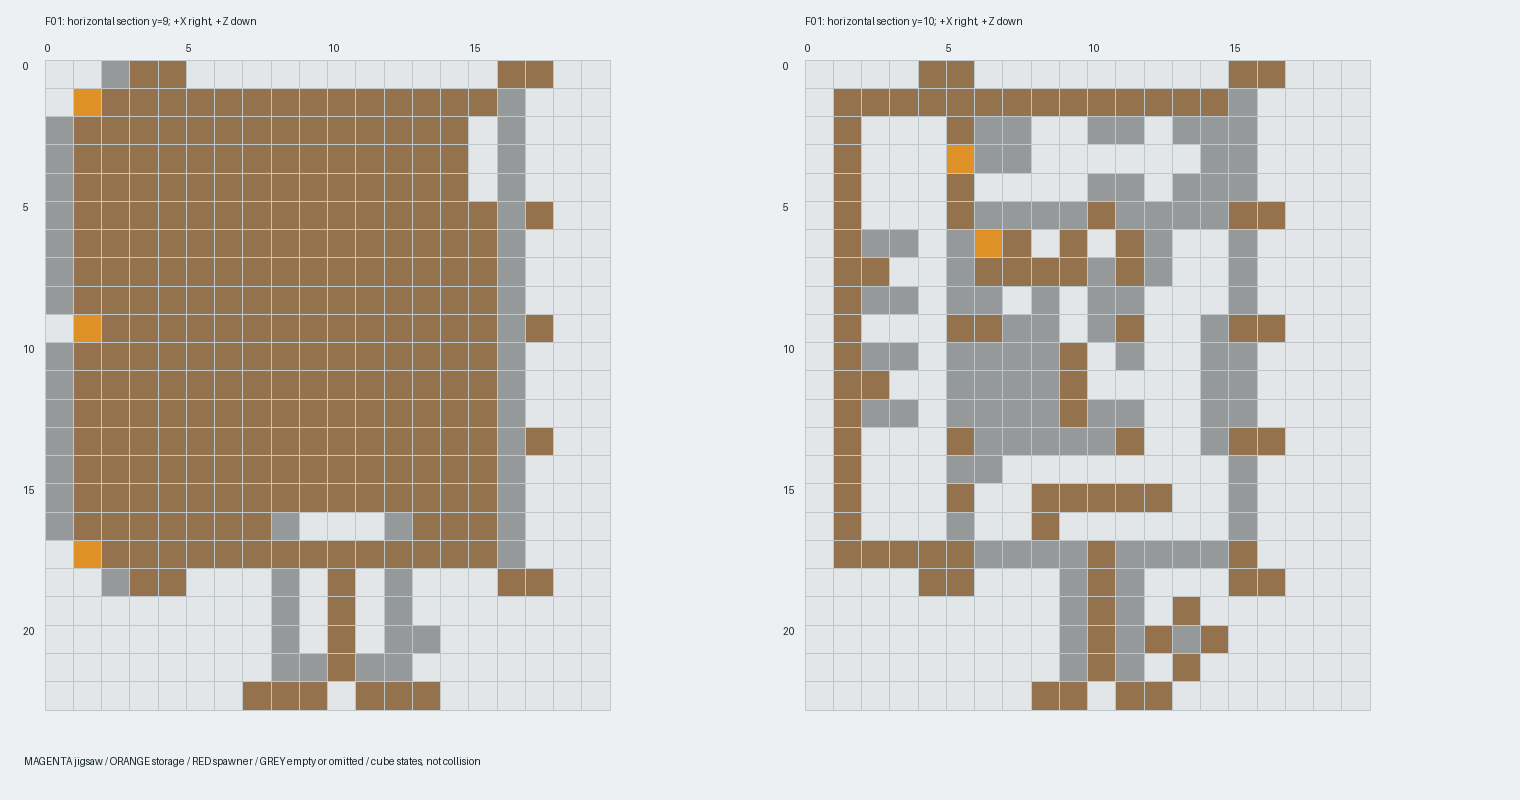 F01: horizontal section y=9; +X right, +Z down
F01: horizontal section y=10; +X right, +Z down
0 5 10 15
0 5 10 15
0 0
5 5
10 10
15 15
20 20
MAGENTA jigsaw / ORANGE storage / RED spawner / GREY empty or omitted / cube states, not collision